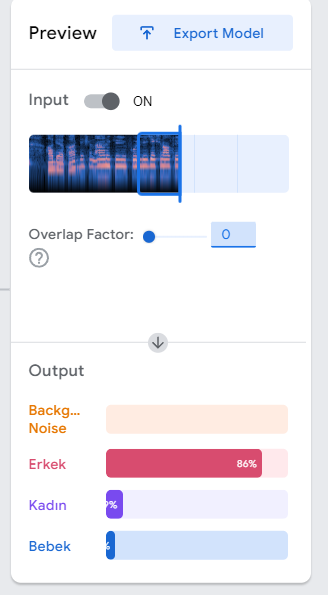 Preview
Export Model
Input
ON
Overlap Factor:
0
?
Output
Backg...
Noise
Erkek
86%
Kadın
Bebek